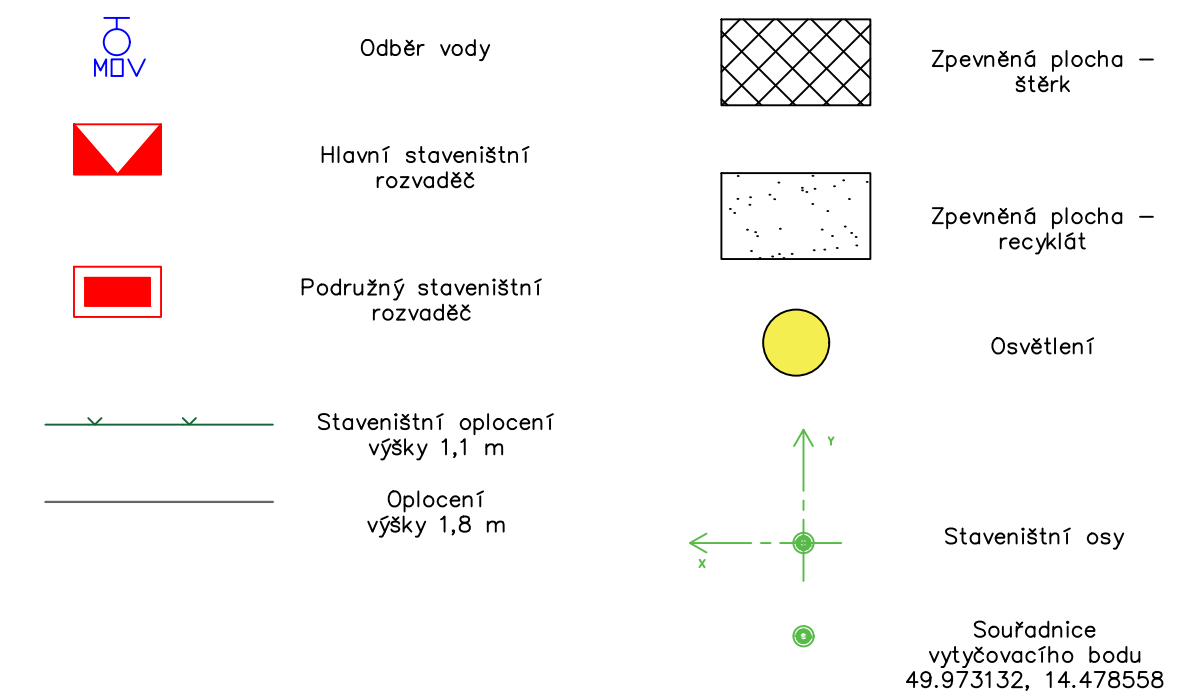 MOV
Odběr vody
Hlavní staveništní
rozvaděč
Podružný staveništní
rozvaděč
Staveništní oplocení
výšky 1,1 m
Oplocení
výšky 1,8 m
Zpevněná plocha –
štěrk
Zpevněná plocha –
recyklát
Osvětlení
Y
X
Staveništní osy
Souřadnice
vytyčovacího bodu
49.973132, 14.478558